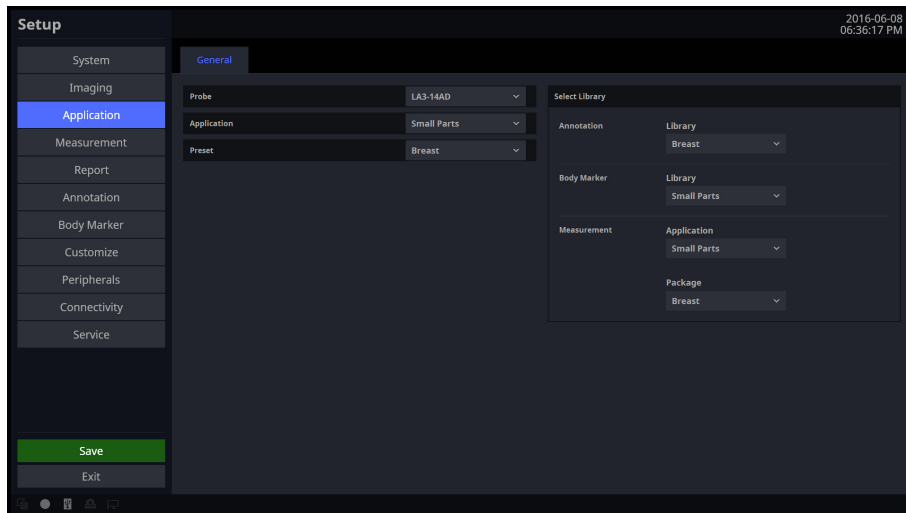 Setup
2016-06-08
06:36:17 PM
System
Imaging
Application
Measurement
Report
Annotation
Body Marker
Customize
Peripherals
Connectivity
Service
Save
Exit
General
Probe LA3-14AD
Application Small Parts
Preset Breast
Select Library
Annotation Library
Breast
Body Marker Library
Small Parts
Measurement Application
Small Parts
Package
Breast